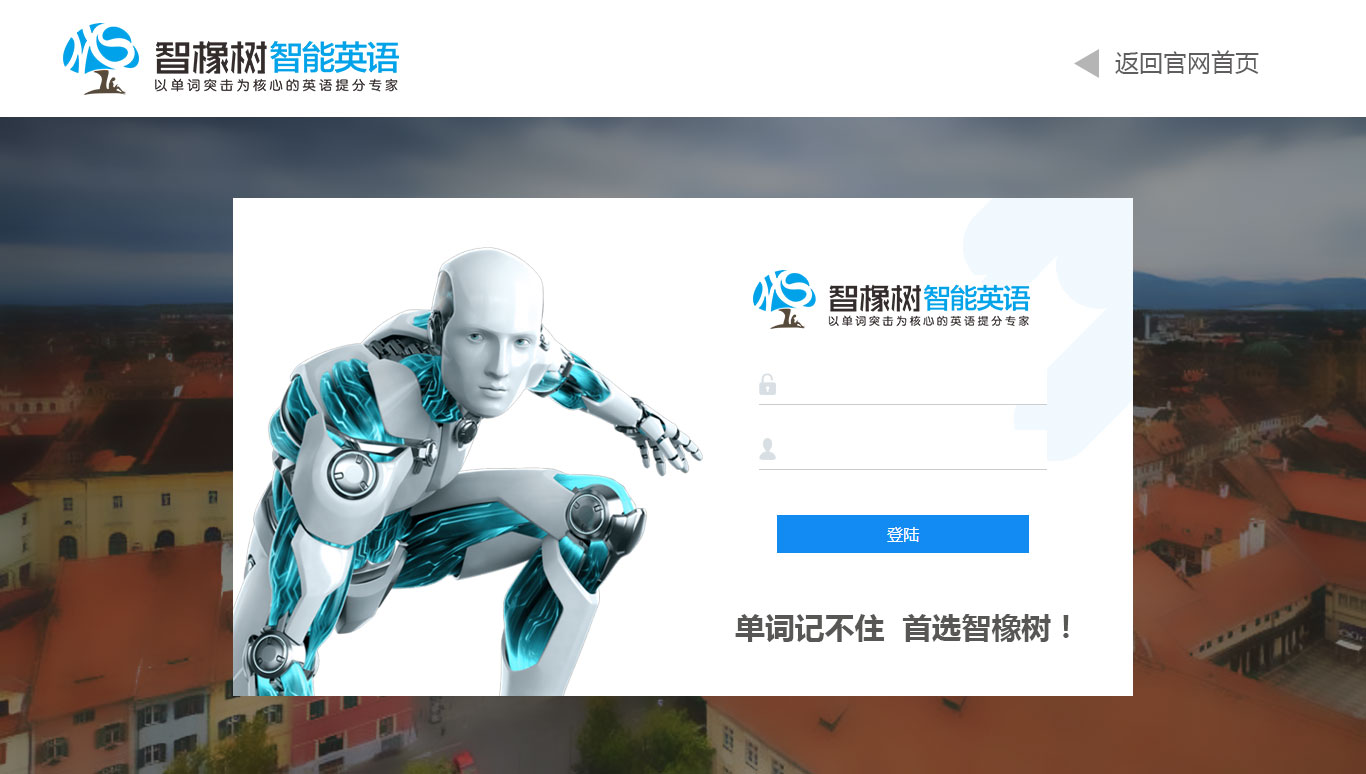 智橡树智能英语
以单词突击为核心的英语提分专家
返回官网首页
智橡树智能英语
以单词突击为核心的英语提分专家
登陆
单词记不住 首选智橡树！